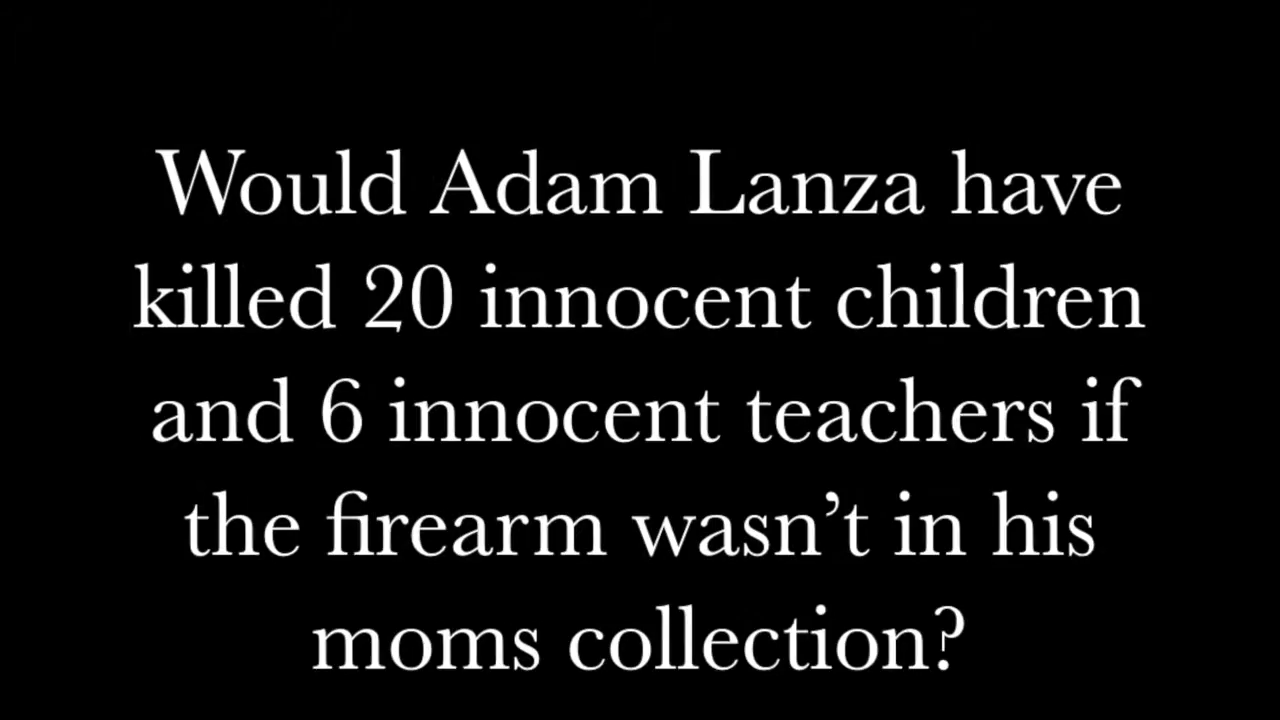 Would Adam Lanza have
killed 20 innocent children
and 6 innocent teachers if
the firearm wasn’t in his
moms collection?